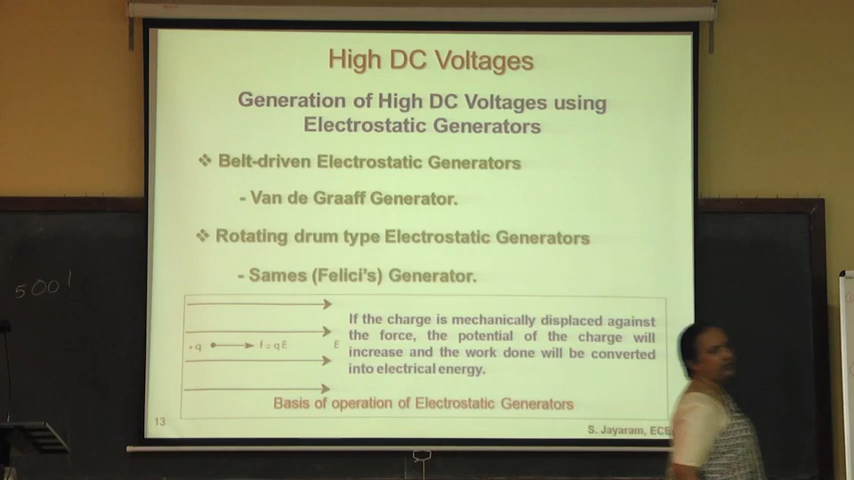 High DC Voltages
Generation of High DC Voltages using
Electrostatic Generators
❖ Belt-driven Electrostatic Generators
- Van de Graaff Generator.
❖ Rotating drum type Electrostatic Generators
- Sames (Felici's) Generator.
If the charge is mechanically displaced against
the force, the potential of the charge will
increase and the work done will be converted
into electrical energy.
+q f = qE E
Basis of operation of Electrostatic Generators
13
S. Jayaram, ECE
500